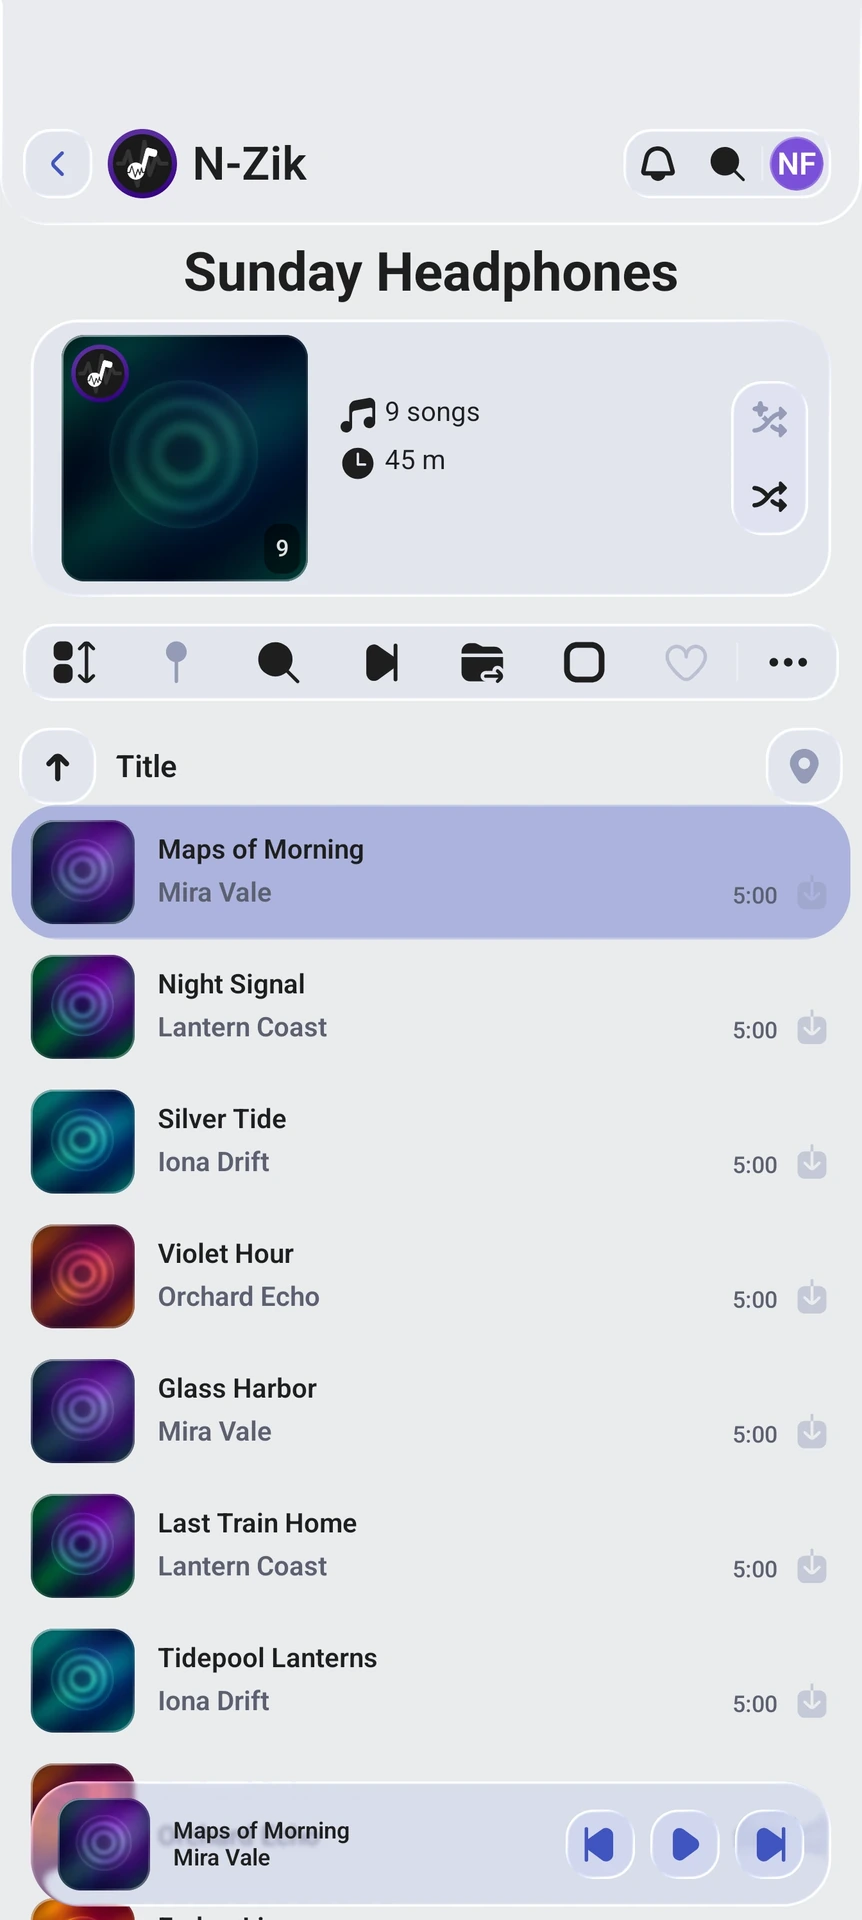 N-Zik
NF
Sunday Headphones
9 songs
45 m
9
Title
Maps of Morning
Mira Vale
5:00
Night Signal
Lantern Coast
5:00
Silver Tide
Iona Drift
5:00
Violet Hour
Orchard Echo
5:00
Glass Harbor
Mira Vale
5:00
Last Train Home
Lantern Coast
5:00
Tidepool Lanterns
Iona Drift
5:00
Maps of Morning
Mira Vale